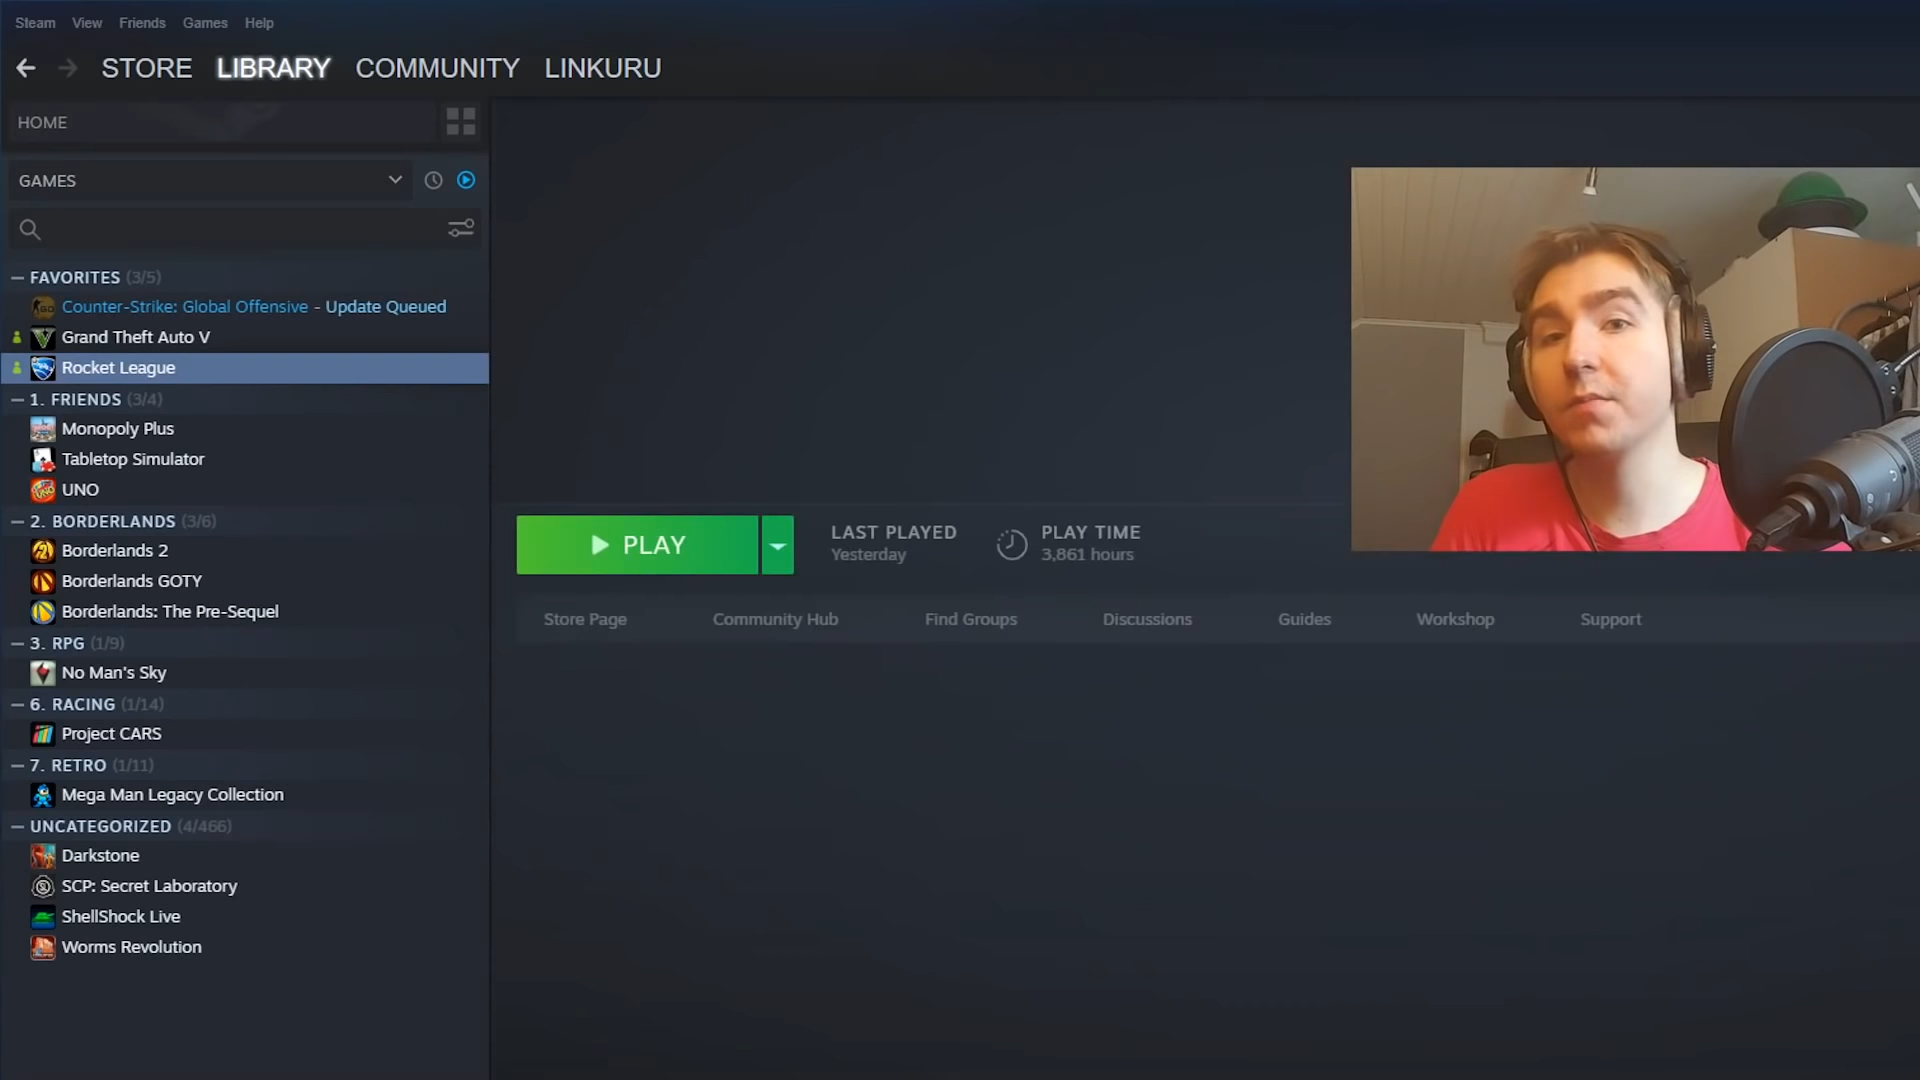 Steam View Friends Games Help
STORE LIBRARY COMMUNITY LINKURU
HOME
GAMES
FAVORITES (3/5)
Counter-Strike: Global Offensive - Update Queued
Grand Theft Auto V
Rocket League
1. FRIENDS (3/4)
Monopoly Plus
Tabletop Simulator
UNO
2. BORDERLANDS (3/6)
Borderlands 2
Borderlands GOTY
Borderlands: The Pre-Sequel
3. RPG (1/9)
No Man's Sky
6. RACING (1/14)
Project CARS
7. RETRO (1/11)
Mega Man Legacy Collection
UNCATEGORIZED (4/466)
Darkstone
SCP: Secret Laboratory
ShellShock Live
Worms Revolution
PLAY
LAST PLAYED
Yesterday
PLAY TIME
3,861 hours
Store Page Community Hub Find Groups Discussions Guides Workshop Support